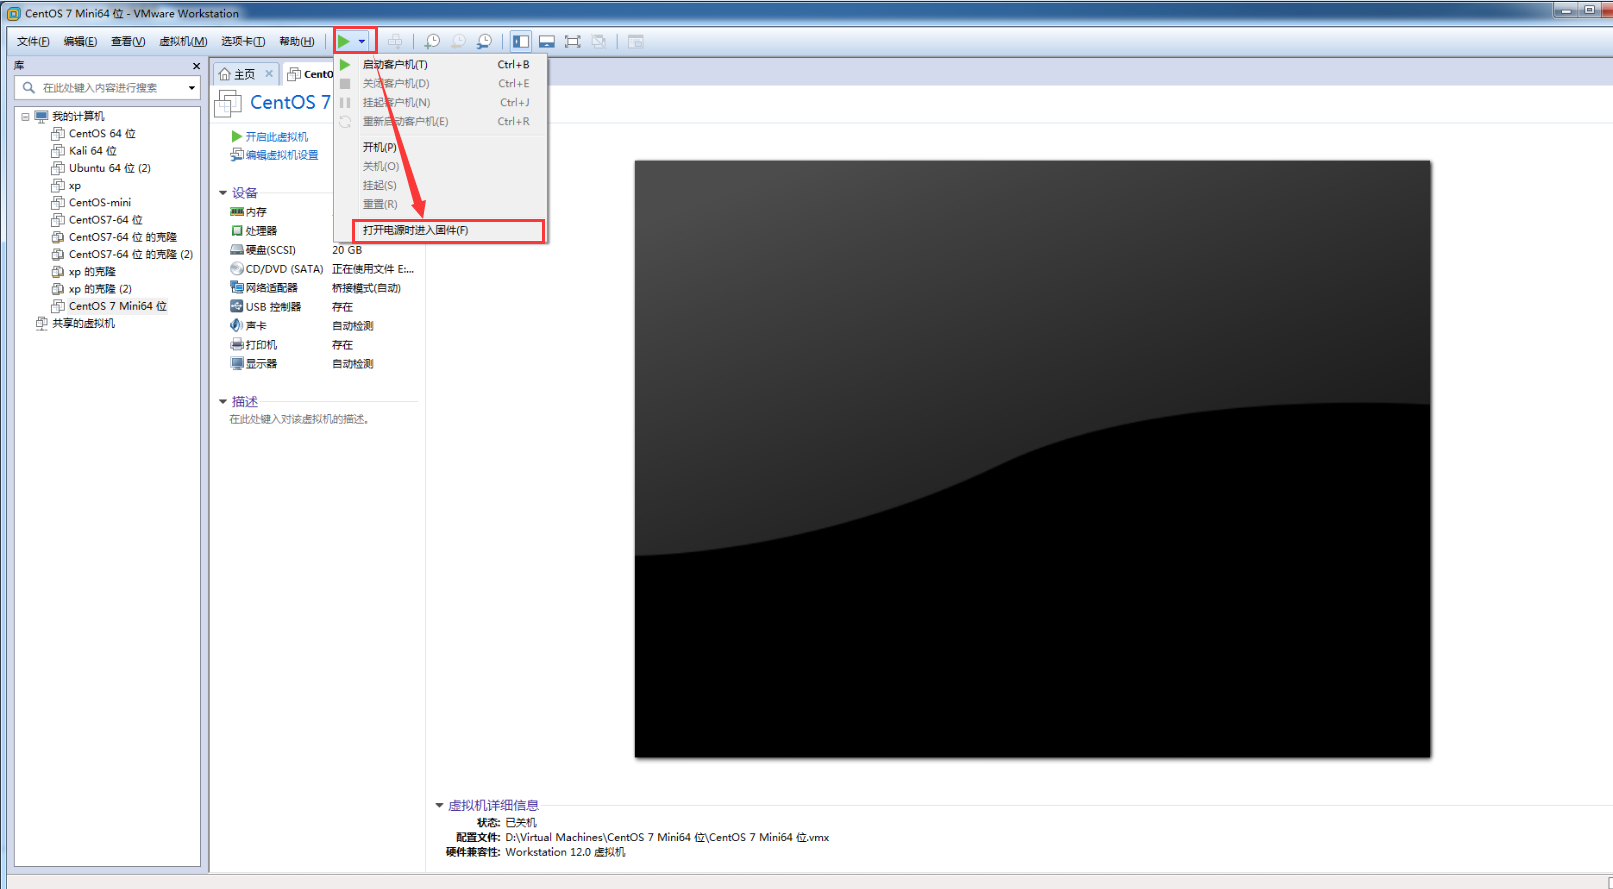 CentOS 7 Mini64 位 - VMware Workstation
文件(F) 编辑(E) 查看(V) 虚拟机(M) 选项卡(T) 帮助(H)
库
在此处键入内容进行搜索
我的计算机
CentOS 64 位
Kali 64 位
Ubuntu 64 位 (2)
xp
CentOS-mini
CentOS7-64 位
CentOS7-64 位 的克隆
CentOS7-64 位 的克隆 (2)
xp 的克隆
xp 的克隆 (2)
CentOS 7 Mini64 位
共享的虚拟机
主页
CentO
CentOS 7
开启此虚拟机
编辑虚拟机设置
设备
内存
处理器
硬盘(SCSI) 20 GB
CD/DVD (SATA) 正在使用文件 E:...
网络适配器 桥接模式(自动)
USB 控制器 存在
声卡 自动检测
打印机 存在
显示器 自动检测
描述
在此处键入对该虚拟机的描述。
启动客户机(T) Ctrl+B
关闭客户机(D) Ctrl+E
挂起客户机(N) Ctrl+J
重新启动客户机(E) Ctrl+R
开机(P)
关机(O)
挂起(S)
重置(R)
打开电源时进入固件(F)
虚拟机详细信息
状态: 已关机
配置文件: D:\Virtual Machines\CentOS 7 Mini64 位\CentOS 7 Mini64 位.vmx
硬件兼容性: Workstation 12.0 虚拟机